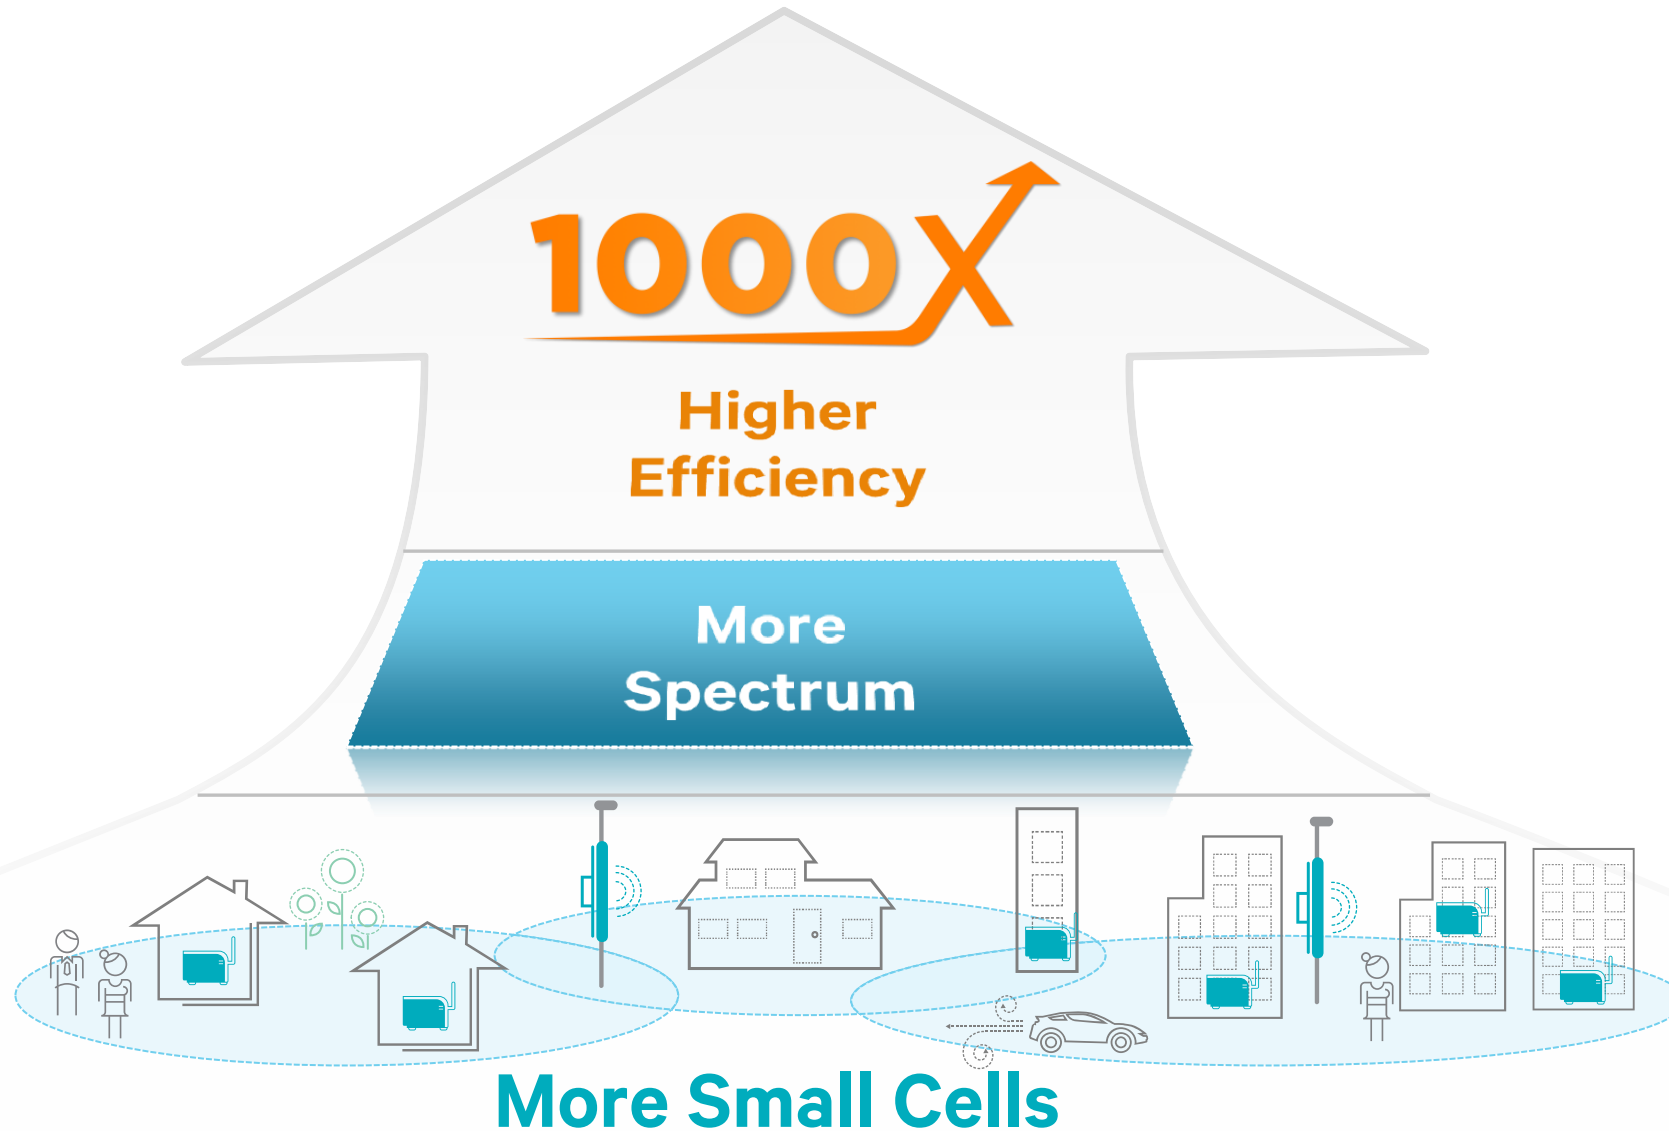 1000X
Higher
Efficiency
More
Spectrum
More Small Cells